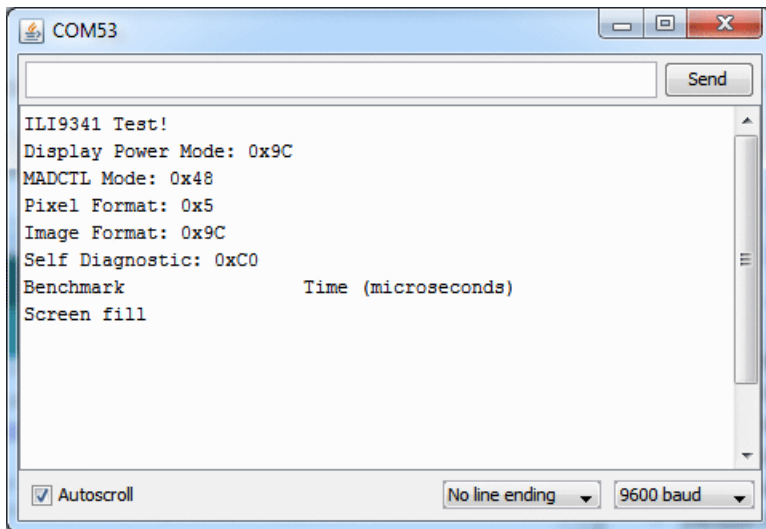 COM53
Send
ILI9341 Test!
Display Power Mode: 0x9C
MADCTL Mode: 0x48
Pixel Format: 0x5
Image Format: 0x9C
Self Diagnostic: 0xC0
Benchmark                Time (microseconds)
Screen fill
Autoscroll No line ending 9600 baud